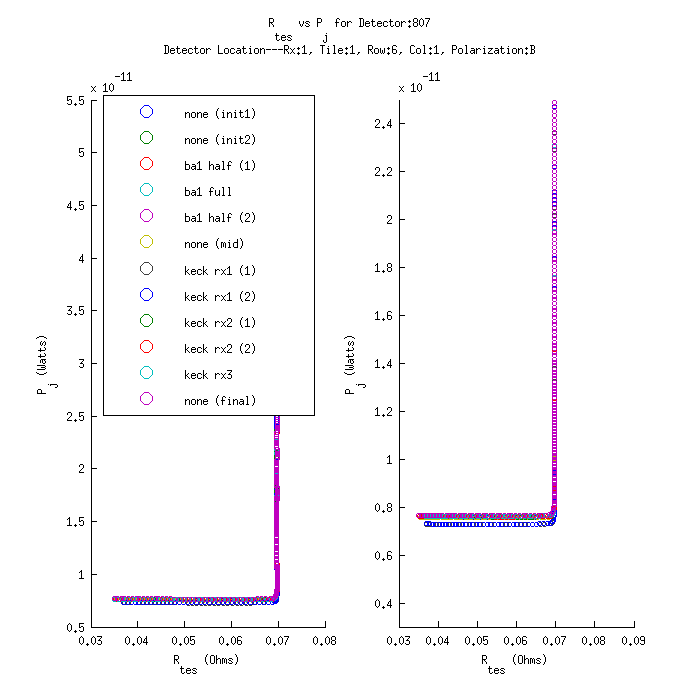 R_tes vs P_j for Detector:807
Detector Location---Rx:1, Tile:1, Row:6, Col:1, Polarization:B
x 10^-11
5.5
5
4.5
4
3.5
3
2.5
2
1.5
1
0.5
P_j (Watts)
none (init1)
none (init2)
ba1 half (1)
ba1 full
ba1 half (2)
none (mid)
keck rx1 (1)
keck rx1 (2)
keck rx2 (1)
keck rx2 (2)
keck rx3
none (final)
0.03 0.04 0.05 0.06 0.07 0.08
R_tes (Ohms)
x 10^-11
2.4
2.2
2
1.8
1.6
1.4
1.2
1
0.8
0.6
0.4
P_j (Watts)
0.03 0.04 0.05 0.06 0.07 0.08 0.09
R_tes (Ohms)